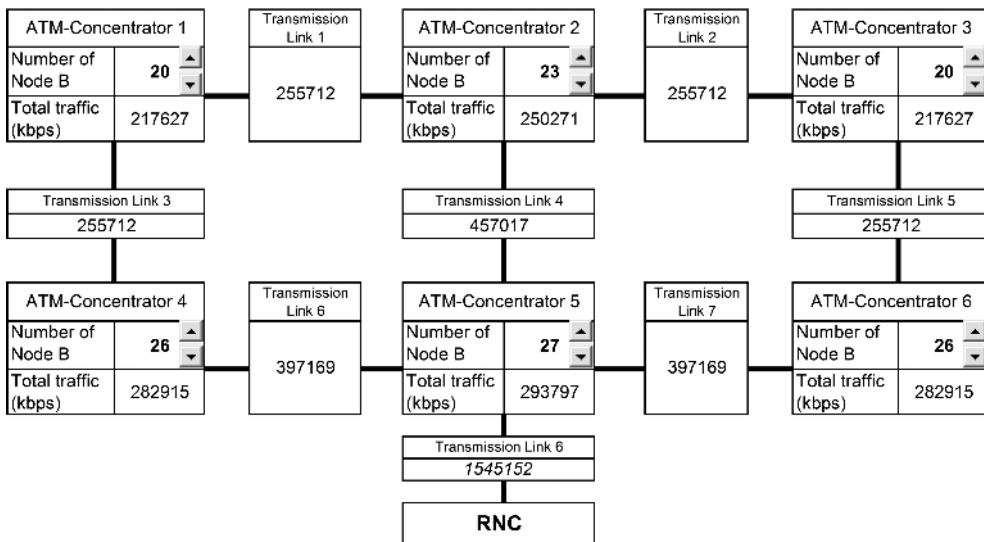 ATM-Concentrator 1
Number of
Node B
20
Total traffic
(kbps)
217627
Transmission
Link 1
255712
ATM-Concentrator 2
Number of
Node B
23
Total traffic
(kbps)
250271
Transmission
Link 2
255712
ATM-Concentrator 3
Number of
Node B
20
Total traffic
(kbps)
217627
Transmission Link 3
255712
Transmission Link 4
457017
Transmission Link 5
255712
ATM-Concentrator 4
Number of
Node B
26
Total traffic
(kbps)
282915
Transmission
Link 6
397169
ATM-Concentrator 5
Number of
Node B
27
Total traffic
(kbps)
293797
Transmission
Link 7
397169
ATM-Concentrator 6
Number of
Node B
26
Total traffic
(kbps)
282915
Transmission Link 6
1545152
RNC